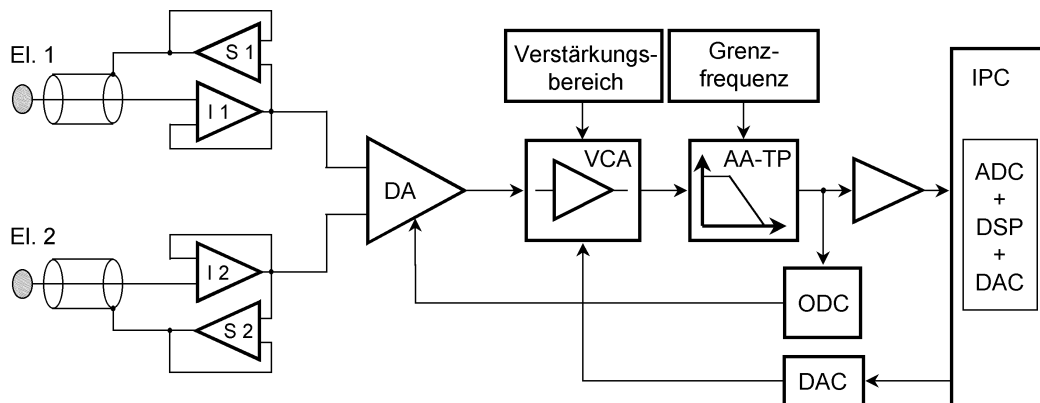 El. 1
S 1
I 1
El. 2
I 2
S 2
DA
Verstärkungs-
bereich
VCA
Grenz-
frequenz
AA-TP
ODC
DAC
IPC
ADC
+
DSP
+
DAC